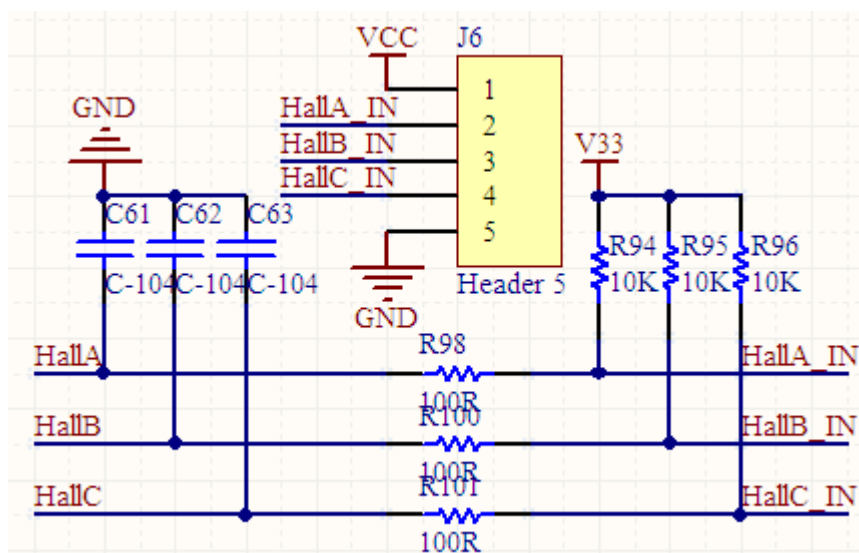 VCC
J6
GND
HallA_IN
HallB_IN
HallC_IN
1
2
3
4
5
Header 5
GND
V33
C61 C62 C63
C-104 C-104 C-104
R94 R95 R96
10K 10K 10K
HallA
R98
100R
HallA_IN
HallB
R100
100R
HallB_IN
HallC
R101
100R
HallC_IN